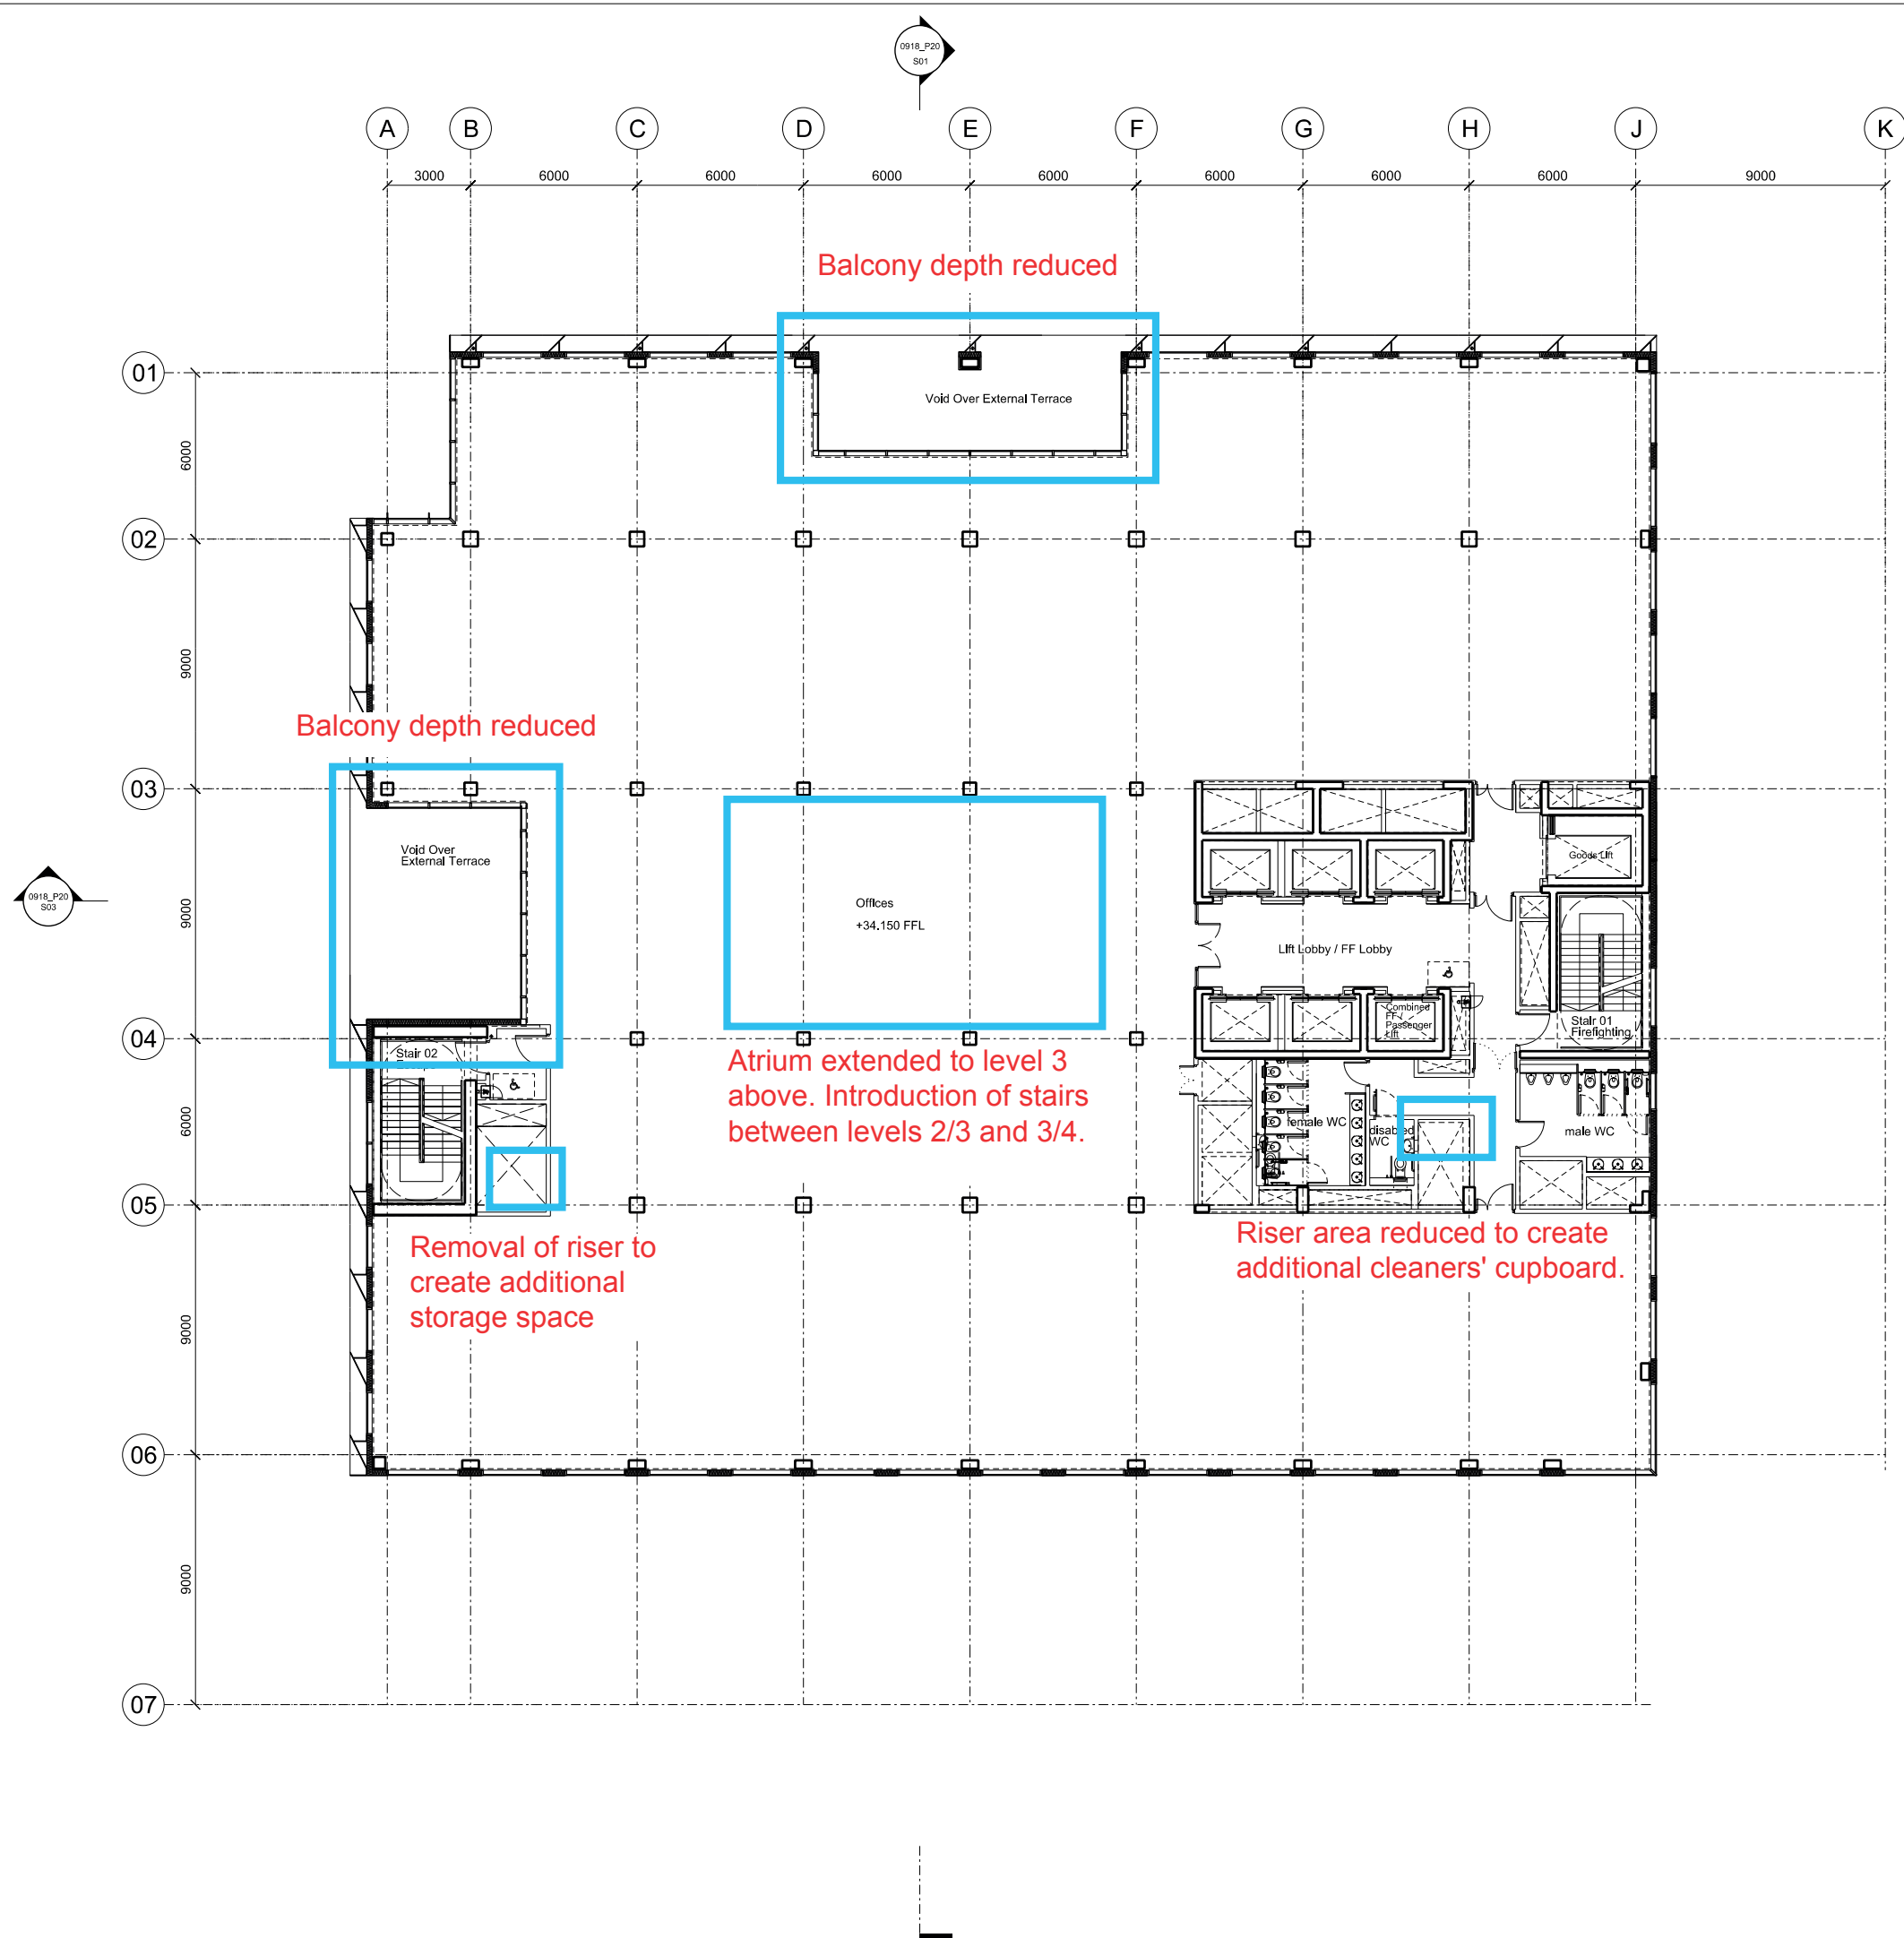 0918_P20
S01
A B C D E F G H J K
3000 6000 6000 6000 6000 6000 6000 6000 9000
Balcony depth reduced
01
Void Over External Terrace
6000
02
9000
Balcony depth reduced
03
Void Over
External Terrace
Goods Lift
0918_P20
S03
9000
Offices
+34.150 FFL
Lift Lobby / FF Lobby
Combined
FF /
Passenger
Lift
Stair 01
Firefighting
04
Stair 02
Atrium extended to level 3
above. Introduction of stairs
between levels 2/3 and 3/4.
6000
female WC
disabled
WC
male WC
05
Removal of riser to
create additional
storage space
Riser area reduced to create
additional cleaners' cupboard.
9000
06
9000
07